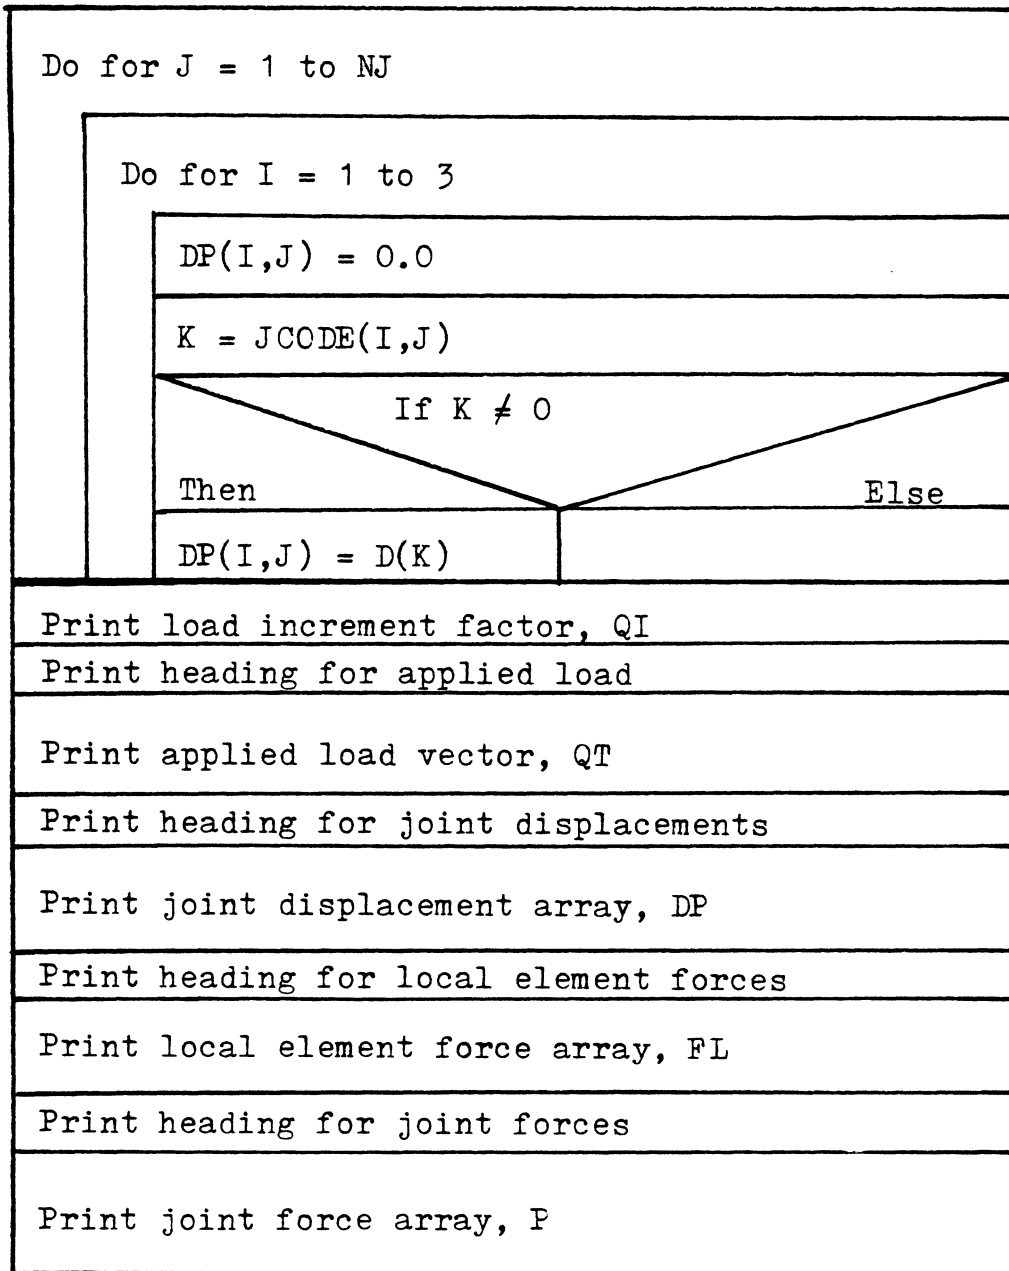 Do for J = 1 to NJ
Do for I = 1 to 3
DP(I,J) = 0.0
K = JCODE(I,J)
If K ≠ 0
Then
Else
DP(I,J) = D(K)
Print load increment factor, QI
Print heading for applied load
Print applied load vector, QT
Print heading for joint displacements
Print joint displacement array, DP
Print heading for local element forces
Print local element force array, FL
Print heading for joint forces
Print joint force array, P